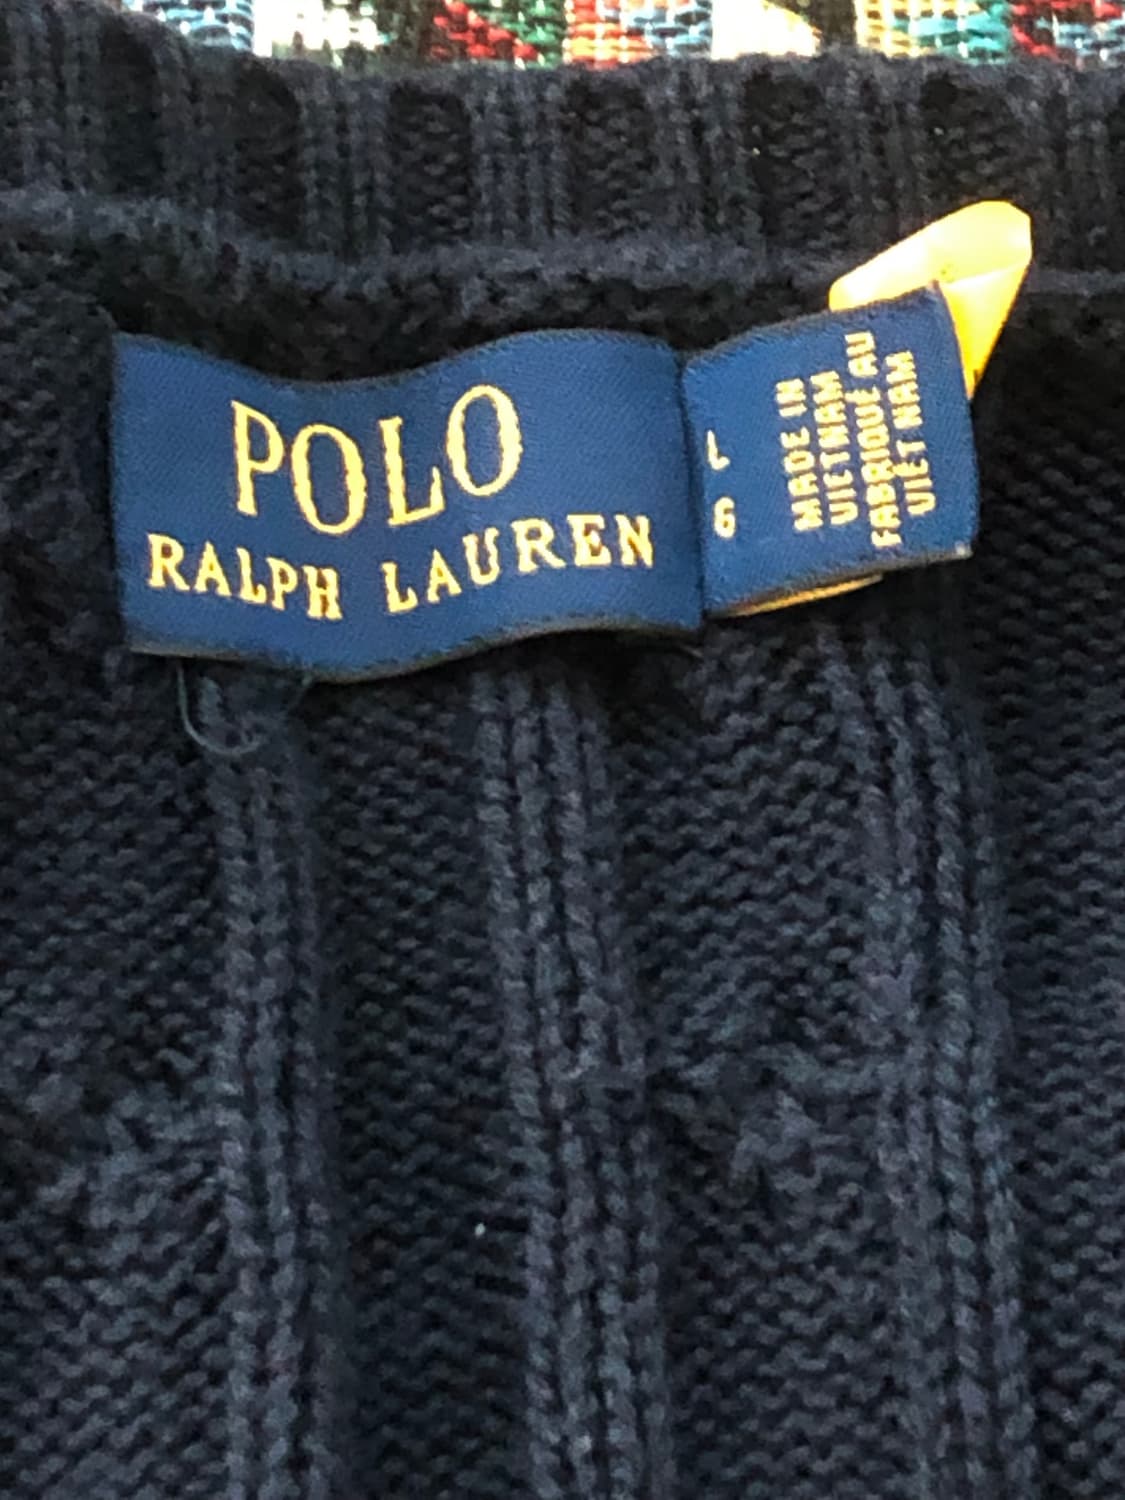 POLO
RALPH LAUREN
L
G
MADE IN
VIETNAM
FABRIQUÉ AU
VIET NAM